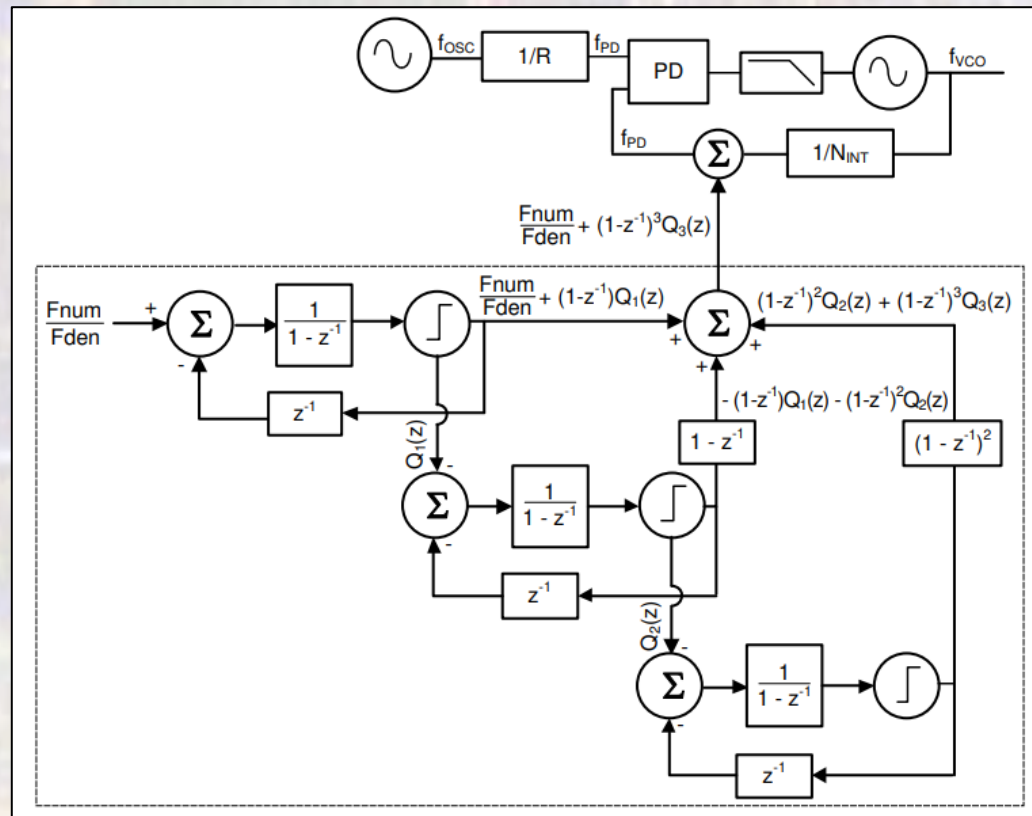 fOSC
1/R
fPD
PD
fVCO
fPD
Σ
1/NINT
Fnum/Fden + (1-z⁻¹)³Q₃(z)
Fnum/Fden
+
Σ
-
1/(1 - z⁻¹)
Fnum/Fden + (1-z⁻¹)Q₁(z)
Σ
+
+
+
(1-z⁻¹)²Q₂(z) + (1-z⁻¹)³Q₃(z)
z⁻¹
- (1-z⁻¹)Q₁(z) - (1-z⁻¹)²Q₂(z)
Q₁(z)
1 - z⁻¹
(1 - z⁻¹)²
-
Σ
-
1/(1 - z⁻¹)
z⁻¹
Q₂(z)
-
Σ
-
1/(1 - z⁻¹)
z⁻¹